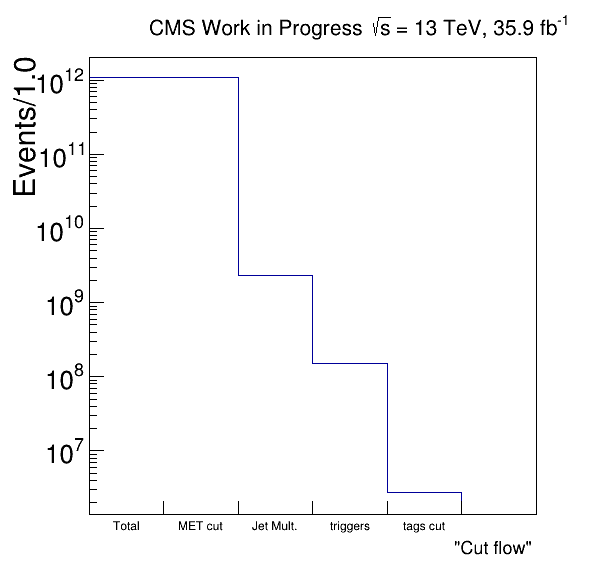 CMS Work in Progress √s = 13 TeV, 35.9 fb⁻¹
Events/1.0
10¹²
10¹¹
10¹⁰
10⁹
10⁸
10⁷
Total MET cut Jet Mult. triggers tags cut
"Cut flow"